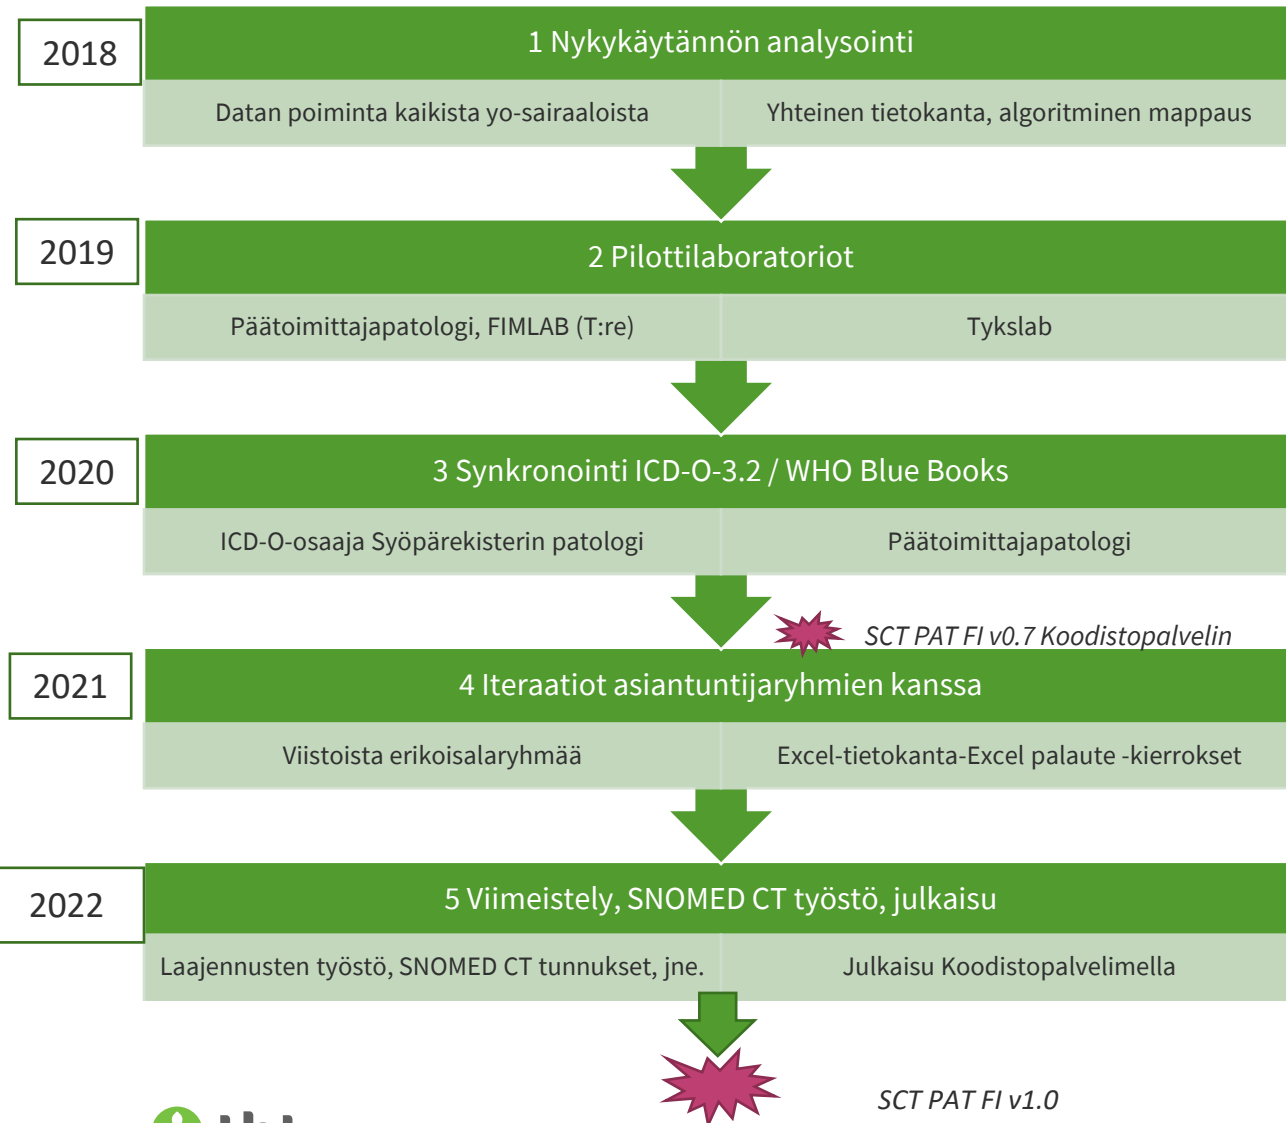 2018
1 Nykykäytännön analysointi
Datan poiminta kaikista yo-sairaaloista
Yhteinen tietokanta, algoritminen mappaus
2019
2 Pilottilaboratoriot
Päätoimittajapatologi, FIMLAB (T:re)
Tykslab
2020
3 Synkronointi ICD-O-3.2 / WHO Blue Books
ICD-O-osaaja Syöpärekisterin patologi
Päätoimittajapatologi
SCT PAT FI v0.7 Koodistopalvelin
2021
4 Iteraatiot asiantuntijaryhmien kanssa
Viistoista erikoisalaryhmää
Excel-tietokanta-Excel palaute -kierrokset
2022
5 Viimeistely, SNOMED CT työstö, julkaisu
Laajennusten työstö, SNOMED CT tunnukset, jne.
Julkaisu Koodistopalvelimella
SCT PAT FI v1.0